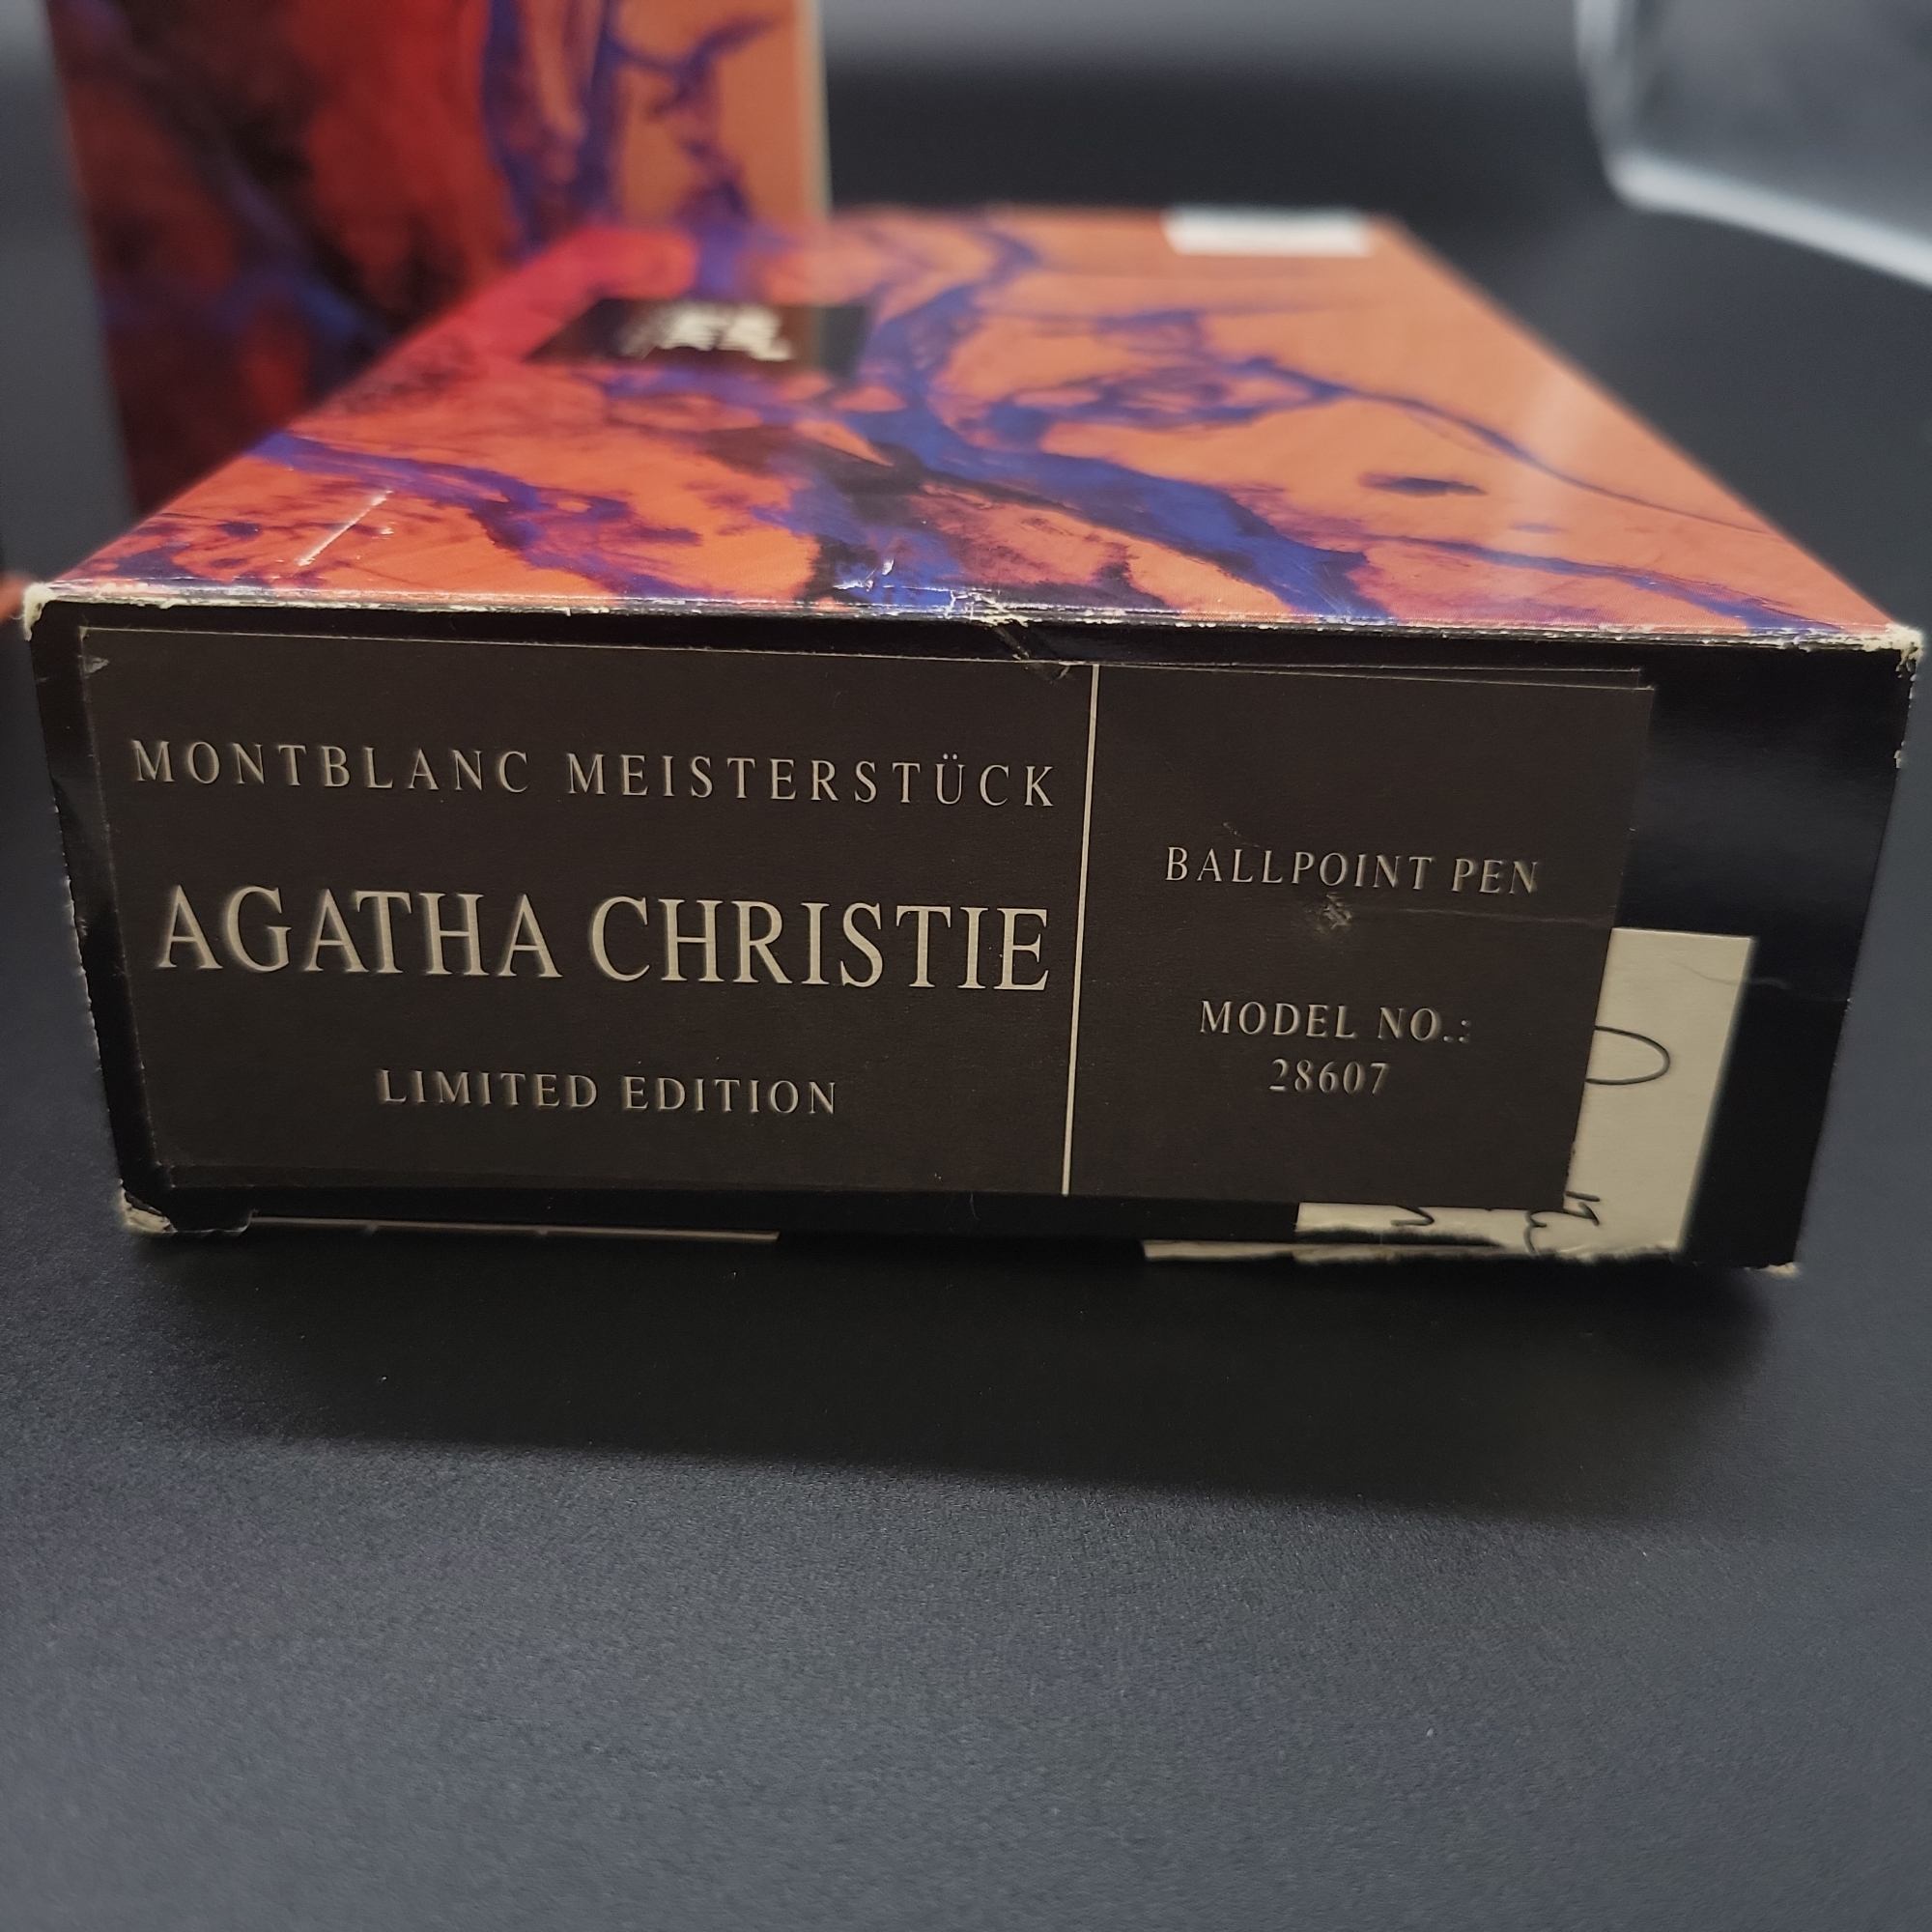 MONTBLANC MEISTERSTÜCK
AGATHA CHRISTIE
LIMITED EDITION
BALLPOINT PEN
MODEL NO.:
28607